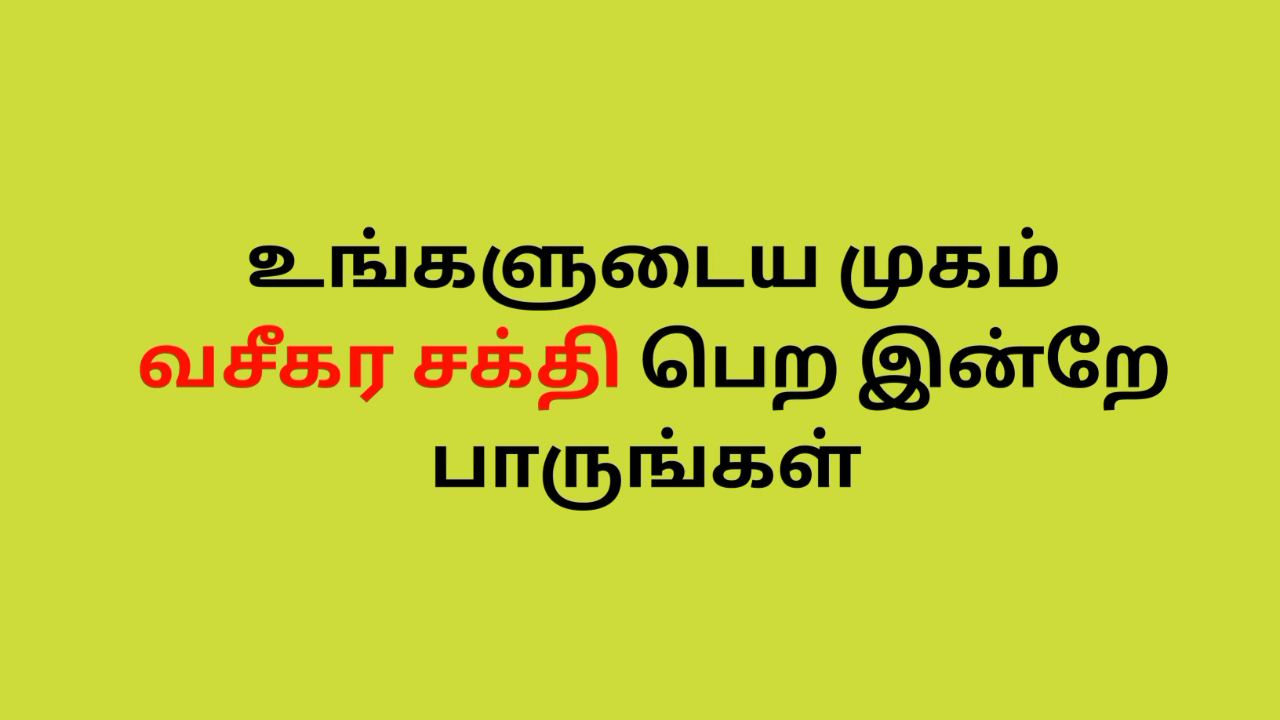 உங்களுடைய முகம்
வசீகர சக்தி பெற இன்றே
பாருங்கள்